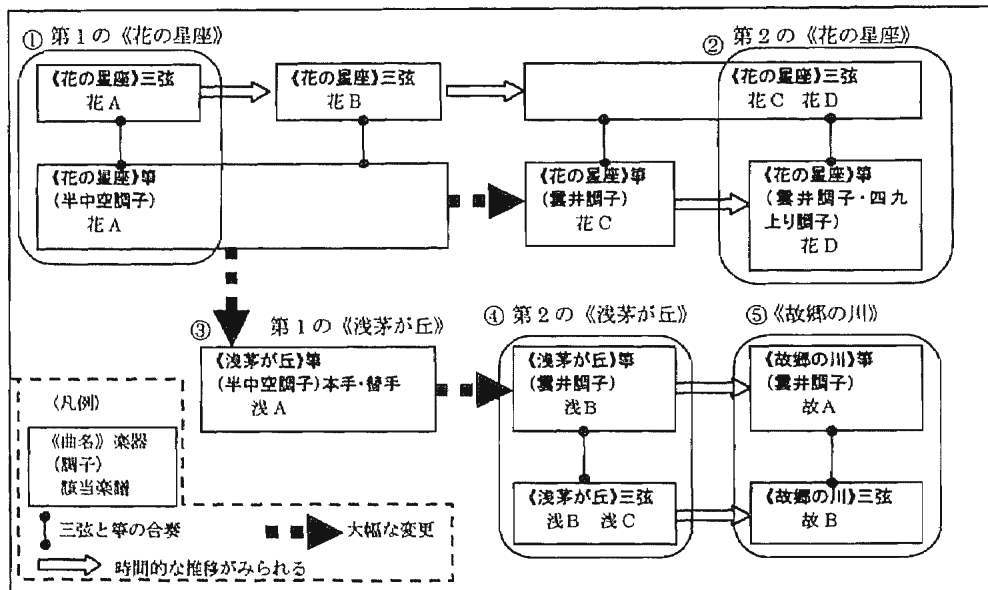 ① 第1の《花の星座》
② 第2の《花の星座》
《花の星座》三弦
花A
《花の星座》三弦
花B
《花の星座》三弦
花C 花D
《花の星座》箏
(半中空調子)
花A
《花の星座》箏
(雲井調子)
花C
《花の星座》箏
(雲井調子・四九
上り調子)
花D
③ 第1の《浅茅が丘》
④ 第2の《浅茅が丘》
⑤《故郷の川》
《浅茅が丘》箏
(半中空調子)本手・替手
浅A
《浅茅が丘》箏
(雲井調子)
浅B
《故郷の川》箏
(雲井調子)
故A
《浅茅が丘》三弦
浅B 浅C
《故郷の川》三弦
故B
〈凡例〉
《曲名》楽器
(調子)
該当楽譜
三弦と箏の合奏
大幅な変更
時間的な推移がみられる